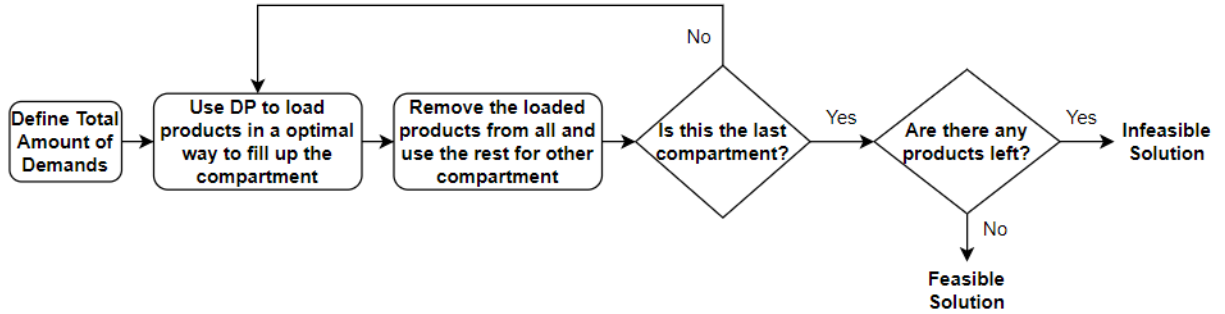 No
Define Total
Amount of
Demands
Use DP to load
products in a optimal
way to fill up the
compartment
Remove the loaded
products from all and
use the rest for other
compartment
Is this the last
compartment?
Yes
Are there any
products left?
Yes
Infeasible
Solution
No
Feasible
Solution